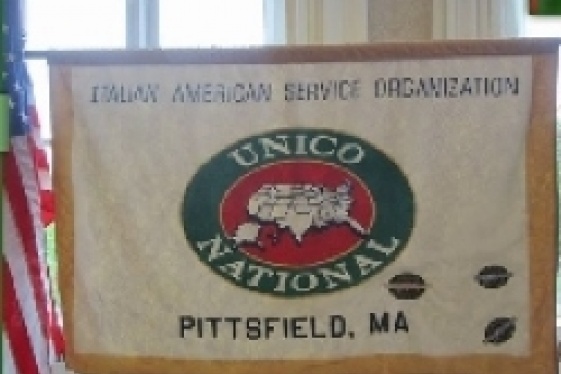 ITALIAN AMERICAN SERVICE ORGANIZATION
UNICO
NATIONAL
PITTSFIELD, MA